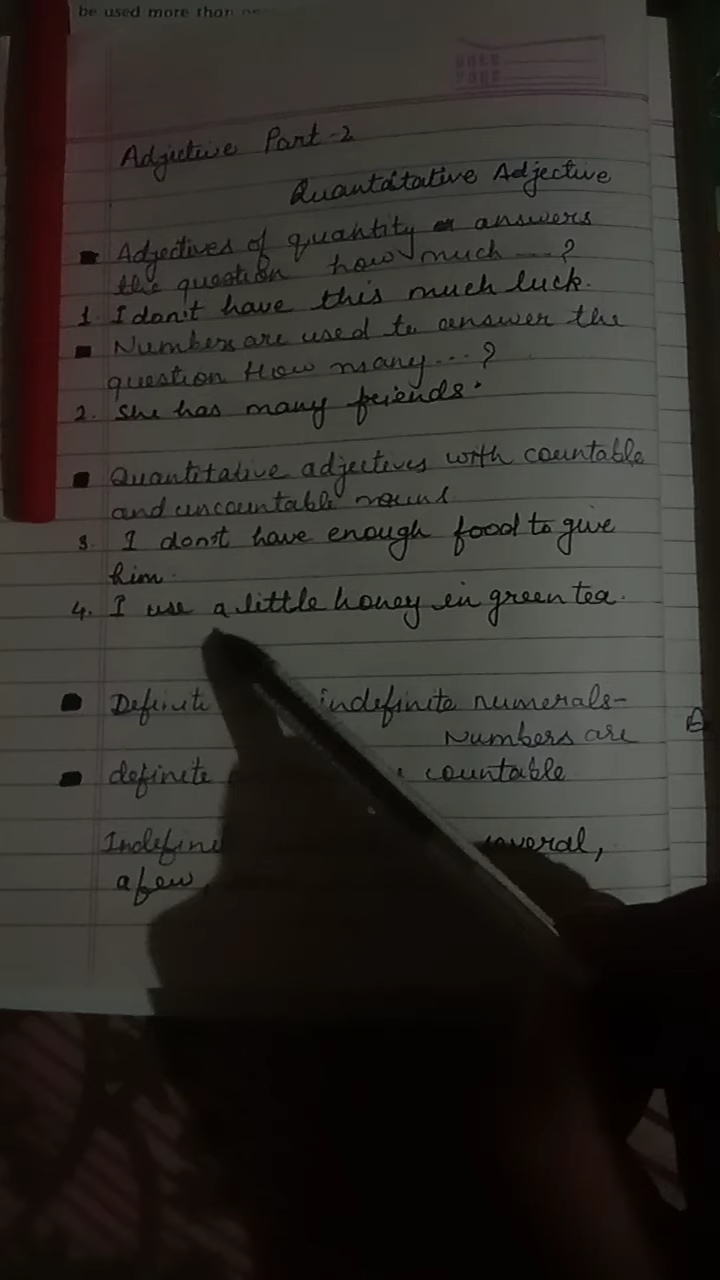 be used more than
DATE
PAGE
Adjective Part-2
Quantitative Adjective
Adjectives of quantity answers
the question how much ....?
1. I don't have this much luck.
Numbers are used to answer the
question How many....?
2. She has many friends.
Quantitative adjectives with countable
and uncountable nouns
3. I don't have enough food to give
him.
4. I use a little honey in green tea.
Definite indefinite numerals-
Numbers are
definite countable
several,
a few